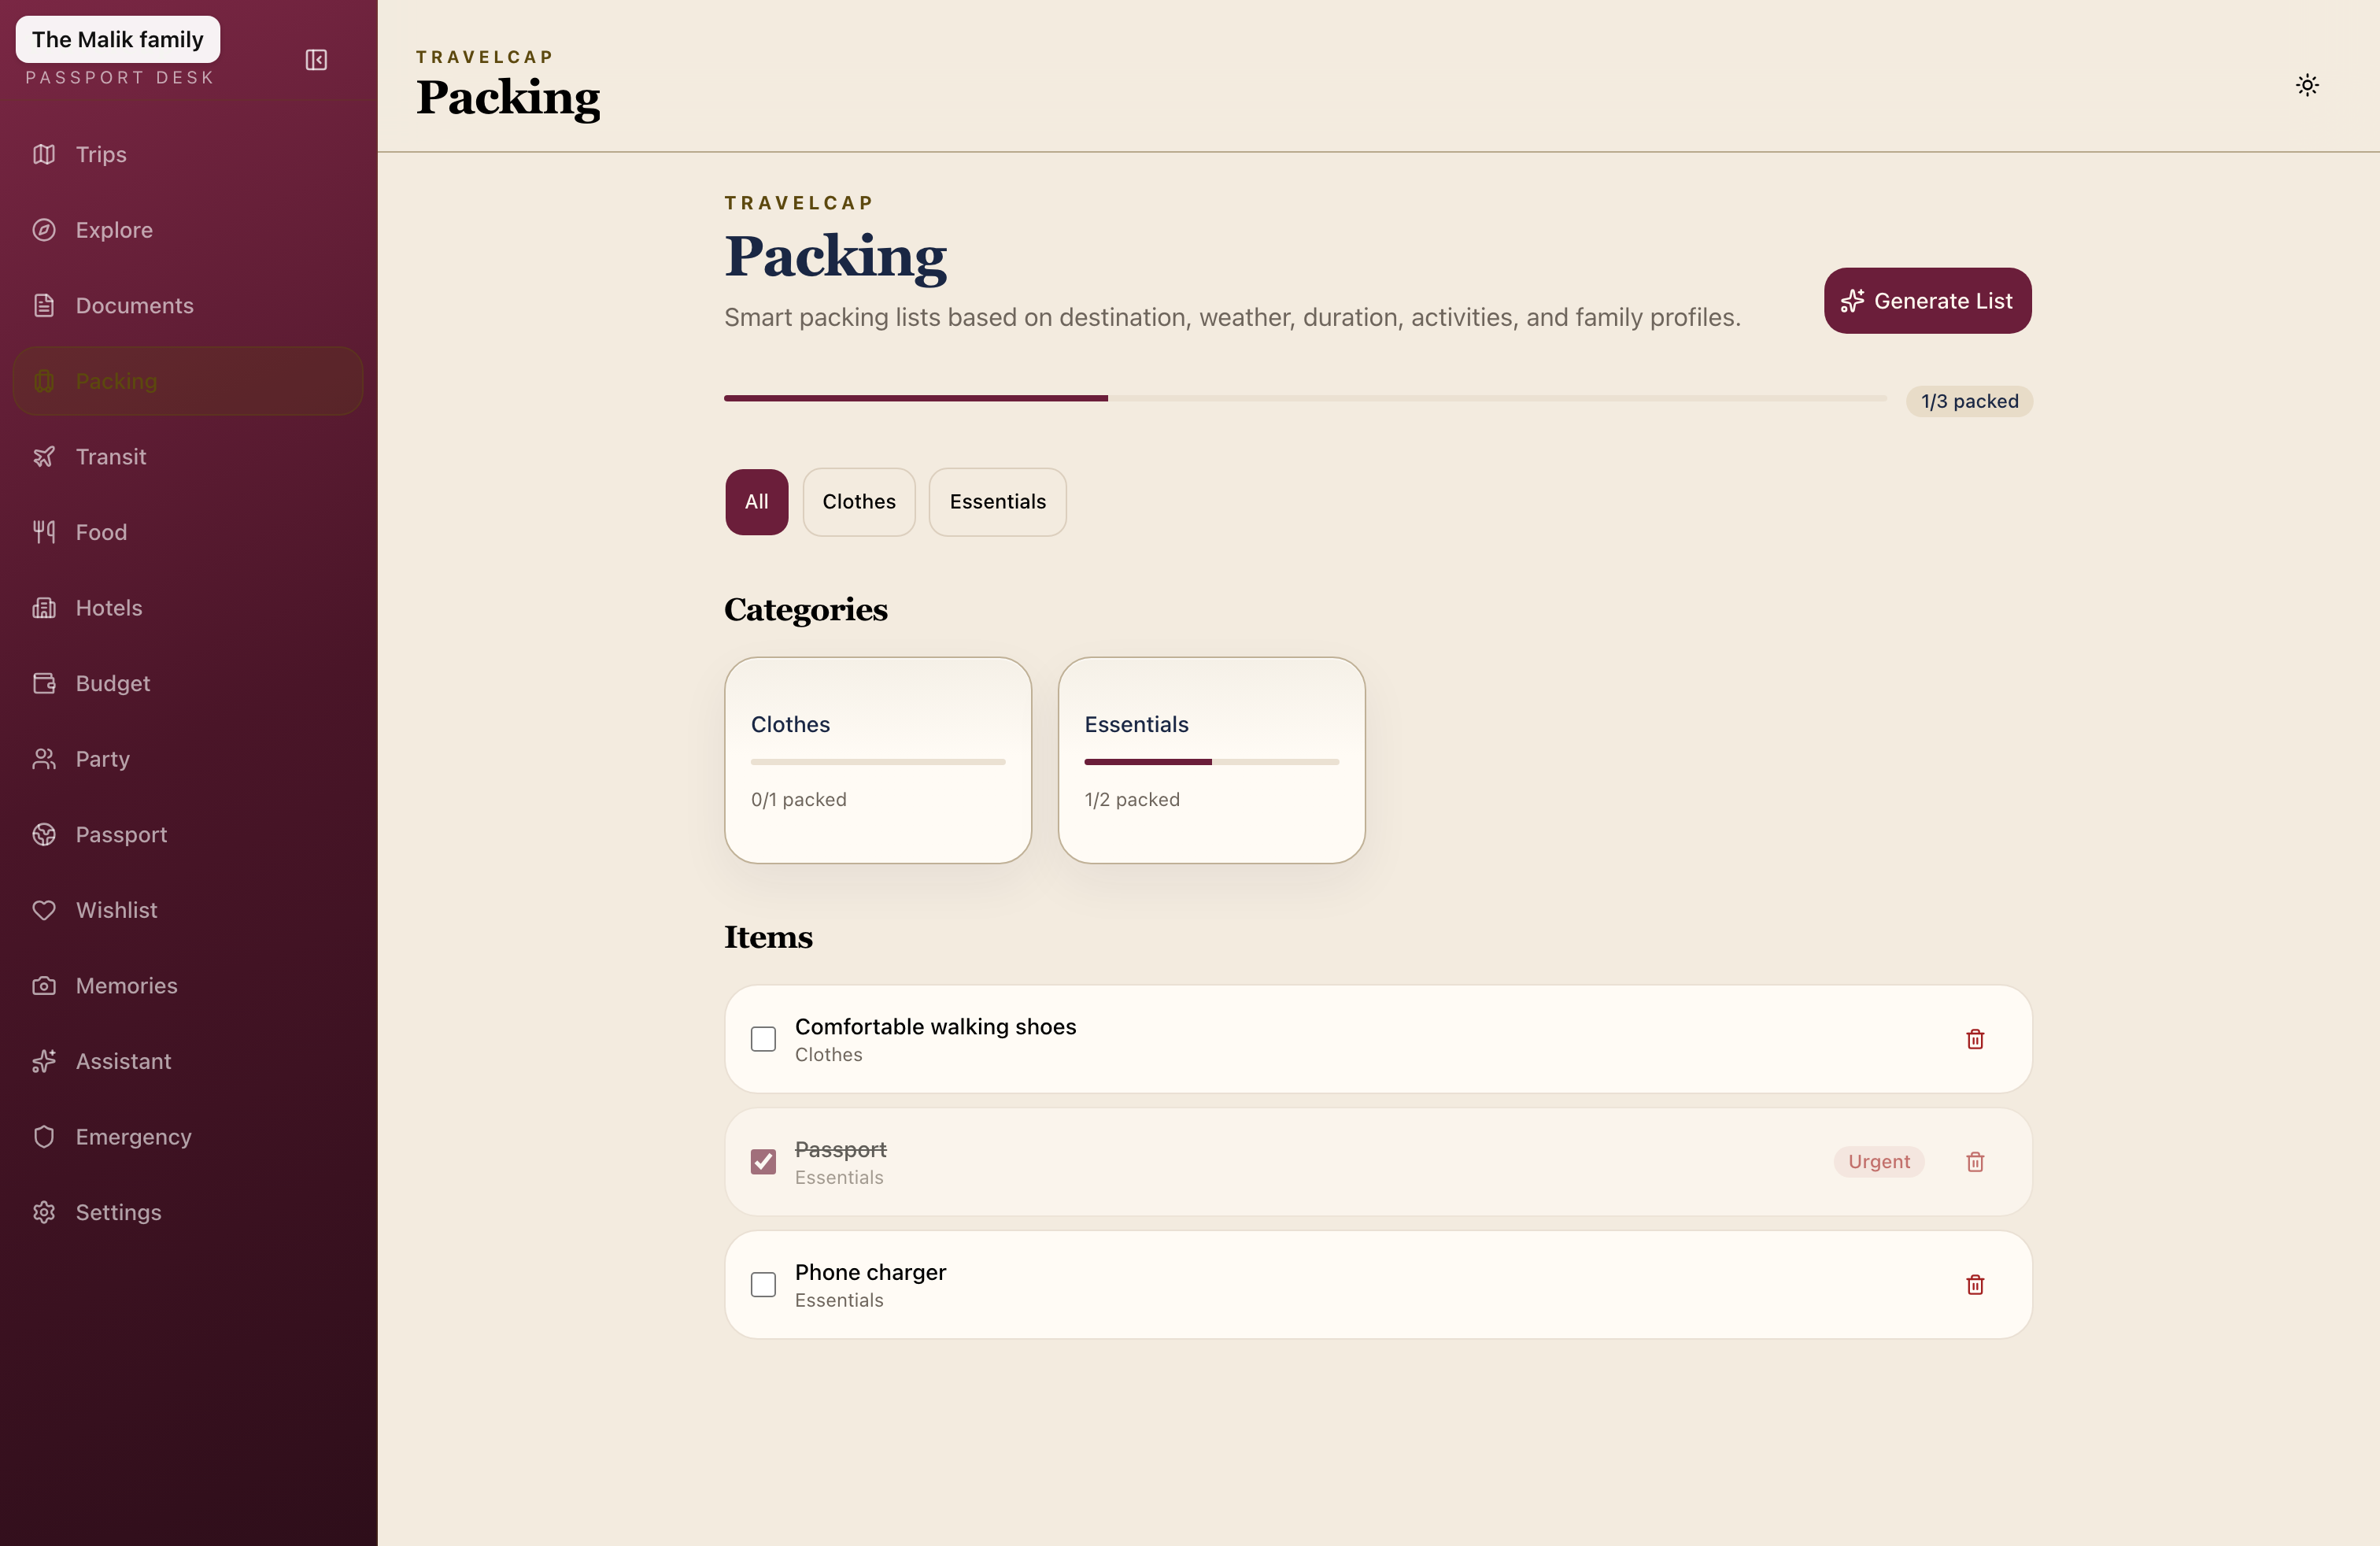 The Malik family
PASSPORT DESK
Trips
Explore
Documents
Packing
Transit
Food
Hotels
Budget
Party
Passport
Wishlist
Memories
Assistant
Emergency
Settings
TRAVELCAP
Packing
TRAVELCAP
Packing
Smart packing lists based on destination, weather, duration, activities, and family profiles.
Generate List
1/3 packed
All
Clothes
Essentials
Categories
Clothes
0/1 packed
Essentials
1/2 packed
Items
Comfortable walking shoes
Clothes
Passport
Essentials
Urgent
Phone charger
Essentials